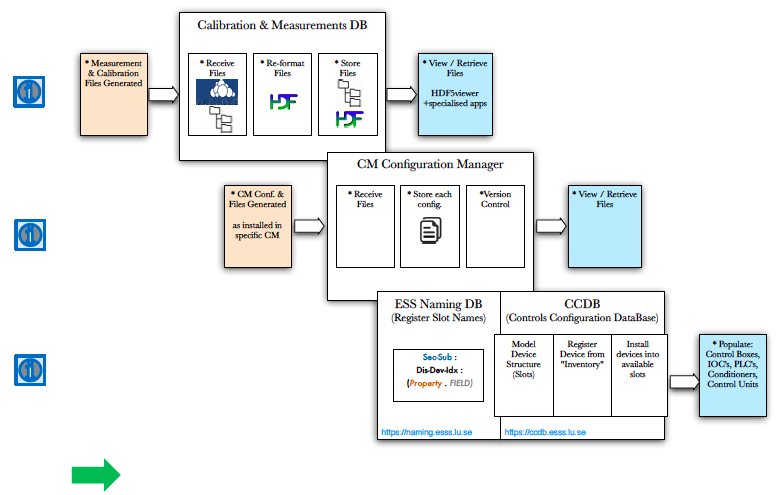 Calibration & Measurements DB
* Measurement
& Calibration
Files Generated
* Receive
Files
* Re-format
Files
HDF
* Store
Files
HDF
* View / Retrieve
Files
HDF5viewer
+specialised apps
CM Configuration Manager
* CM Conf. &
Files Generated
as installed in
specific CM
* Receive
Files
* Store each
config.
*Version
Control
* View / Retrieve
Files
ESS Naming DB
(Register Slot Names)
Sec-Sub :
Dis-Dev-Idx :
(Property . FIELD)
https://naming.esss.lu.se
CCDB
(Controls Configuration DataBase)
Model
Device
Structure
(Slots)
Register
Device from
"Inventory"
Install
devices into
available
slots
https://ccdb.esss.lu.se
* Populate:
Control Boxes,
IOC's, PLC's,
Conditioners,
Control Units